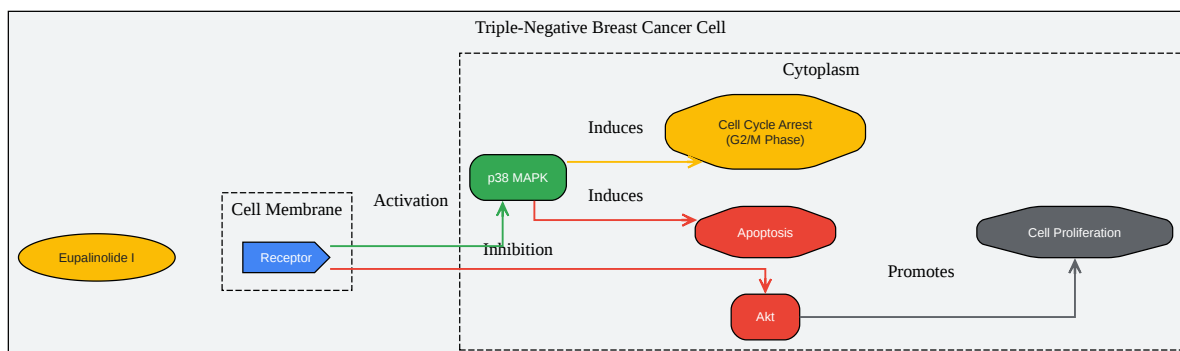 Triple-Negative Breast Cancer Cell
Cytoplasm
Cell Cycle Arrest
(G2/M Phase)
Induces
p38 MAPK
Induces
Activation
Cell Membrane
Apoptosis
Cell Proliferation
Inhibition
Eupalinolide I
Receptor
Promotes
Akt